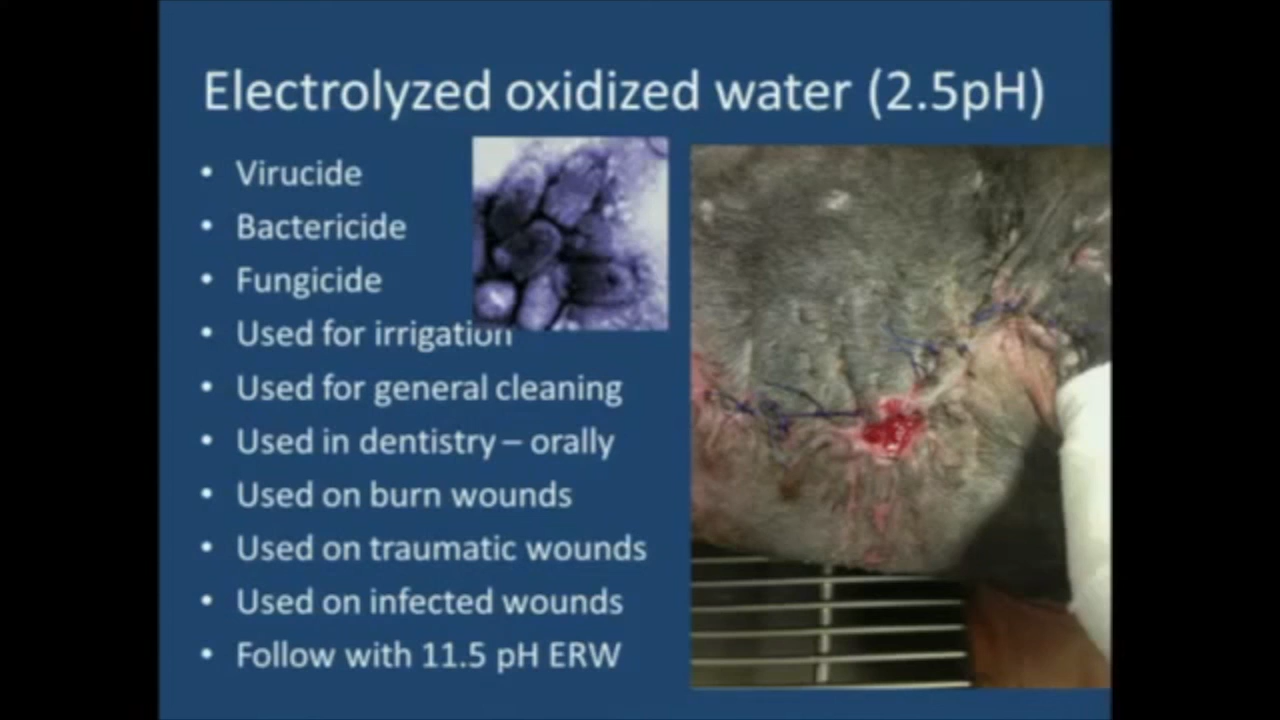 Electrolyzed oxidized water (2.5pH)
• Virucide
• Bactericide
• Fungicide
• Used for irrigation
• Used for general cleaning
• Used in dentistry – orally
• Used on burn wounds
• Used on traumatic wounds
• Used on infected wounds
• Follow with 11.5 pH ERW